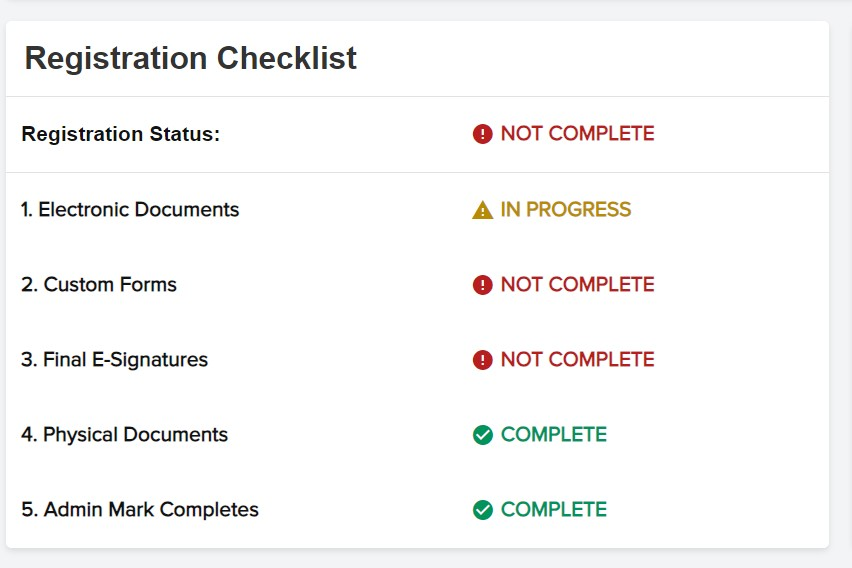 Registration Checklist
Registration Status: NOT COMPLETE
1. Electronic Documents IN PROGRESS
2. Custom Forms NOT COMPLETE
3. Final E-Signatures NOT COMPLETE
4. Physical Documents COMPLETE
5. Admin Mark Completes COMPLETE